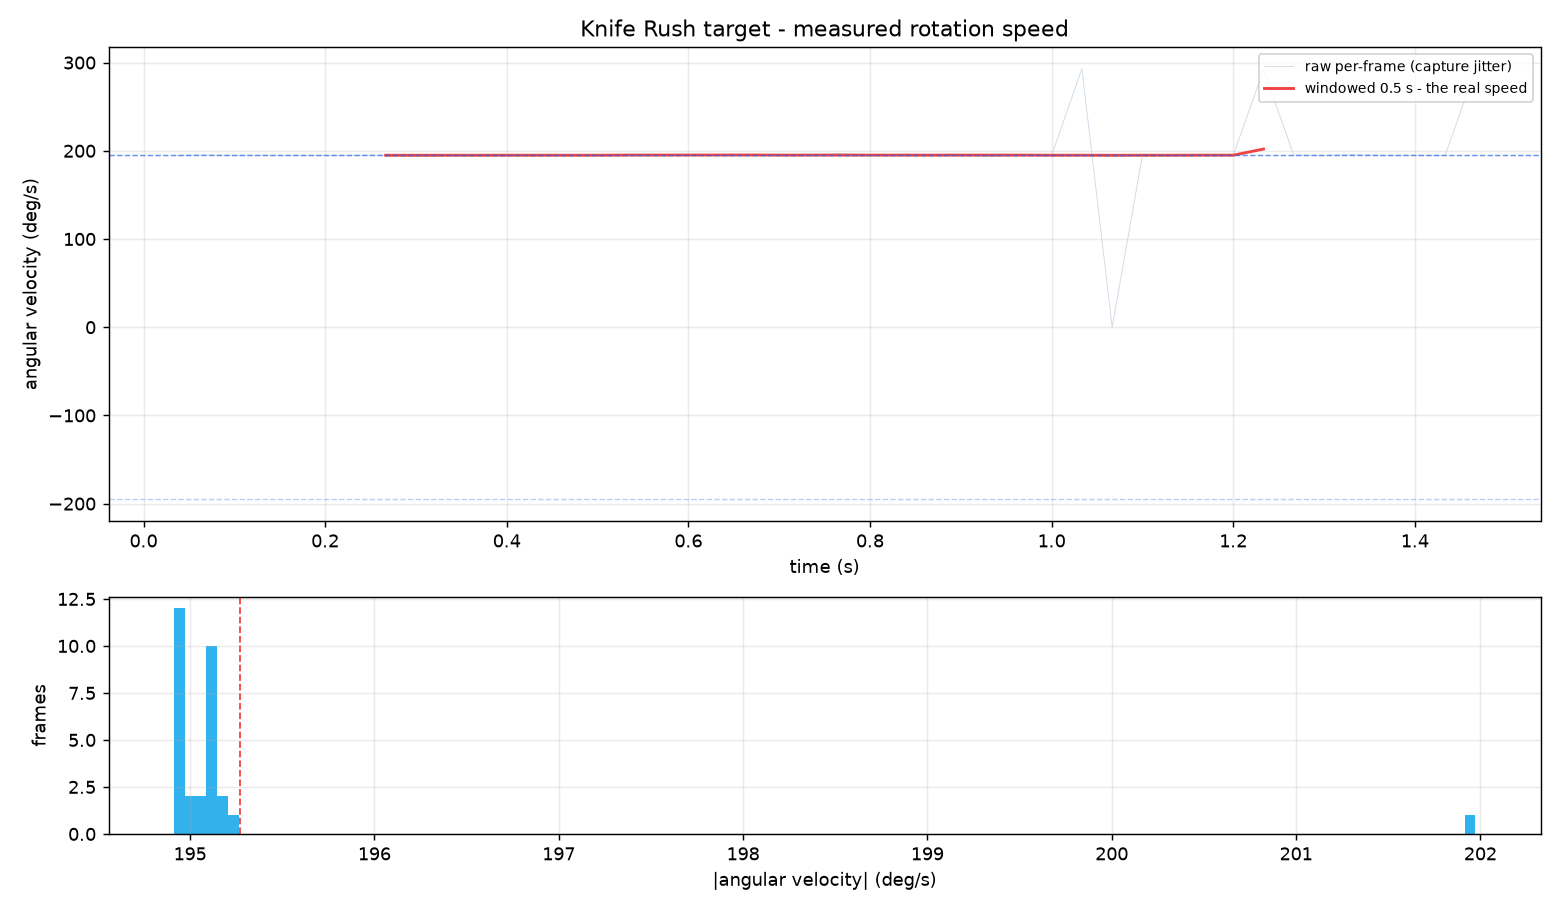 Knife Rush target - measured rotation speed
raw per-frame (capture jitter)
windowed 0.5 s - the real speed
angular velocity (deg/s)
300
200
100
0
−100
−200
0.0 0.2 0.4 0.6 0.8 1.0 1.2 1.4
time (s)
frames
12.5
10.0
7.5
5.0
2.5
0.0
195 196 197 198 199 200 201 202
|angular velocity| (deg/s)